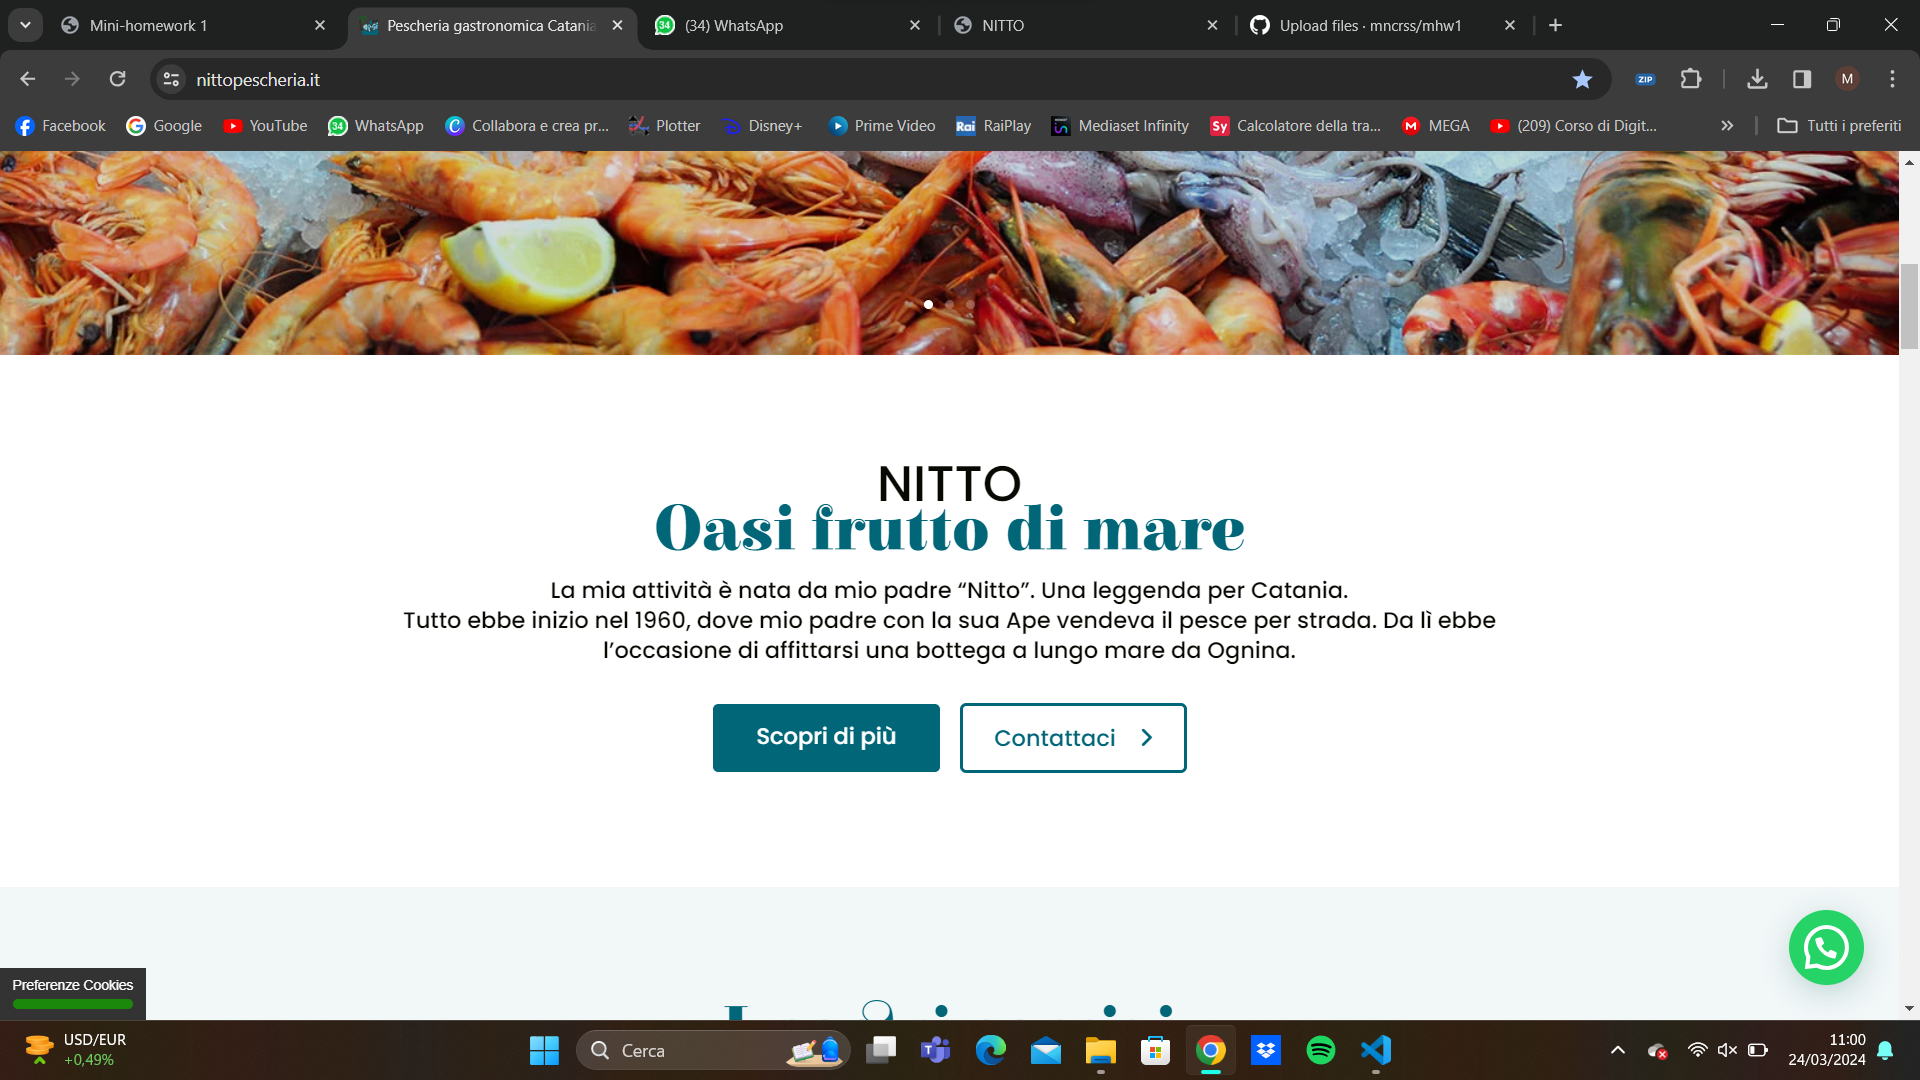 Mini-homework 1
Pescheria gastronomica Catania
34
(34) WhatsApp
NITTO
Upload files · mncrss/mhw1
nittopescheria.it
ZIP
M
Facebook
Google
YouTube
34
WhatsApp
Collabora e crea pr...
Plotter
Disney+
Prime Video
Rai
RaiPlay
Mediaset Infinity
Sy
Calcolatore della tra...
M
MEGA
(209) Corso di Digit...
Tutti i preferiti
NITTO
Oasi frutto di mare
La mia attività è nata da mio padre “Nitto”. Una leggenda per Catania.
Tutto ebbe inizio nel 1960, dove mio padre con la sua Ape vendeva il pesce per strada. Da lì ebbe
l’occasione di affittarsi una bottega a lungo mare da Ognina.
Scopri di più
Contattaci
Preferenze Cookies
USD/EUR
+0,49%
Cerca
11:00
24/03/2024